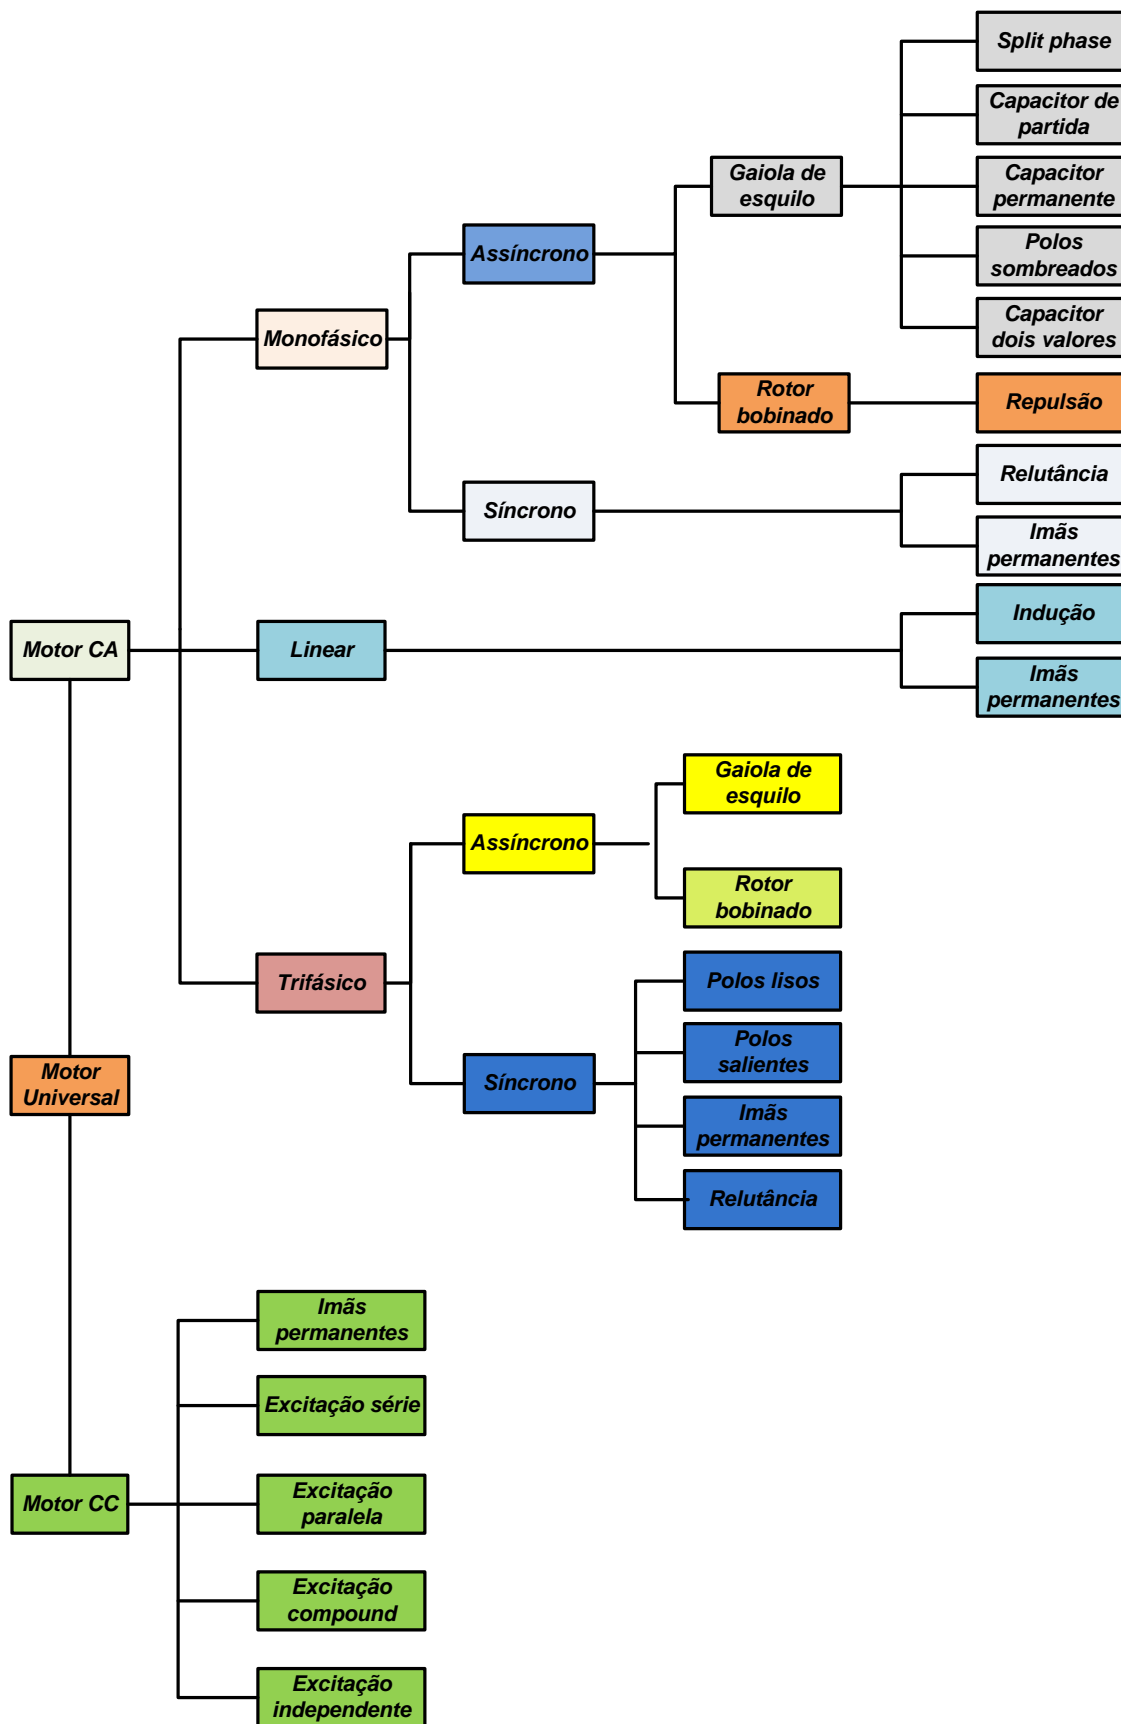 Split phase
Capacitor de
partida
Gaiola de
esquilo
Capacitor
permanente
Assíncrono
Polos
sombreados
Monofásico
Capacitor
dois valores
Rotor
bobinado
Repulsão
Síncrono
Relutância
Imãs
permanentes
Motor CA
Linear
Indução
Imãs
permanentes
Gaiola de
esquilo
Assíncrono
Rotor
bobinado
Trifásico
Polos lisos
Polos
salientes
Motor
Universal
Síncrono
Imãs
permanentes
Relutância
Imãs
permanentes
Excitação série
Motor CC
Excitação
paralela
Excitação
compound
Excitação
independente